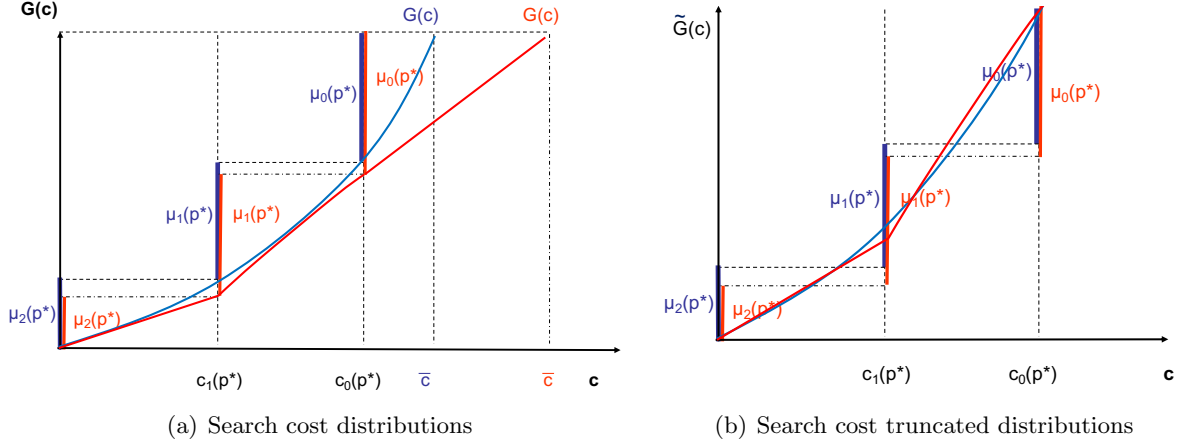 G(c)
G(c)
G(c)
μ₀(p*)
μ₀(p*)
μ₁(p*)
μ₁(p*)
μ₂(p*)
μ₂(p*)
c₁(p*)
c₀(p*)
c̅
c̅
c
(a) Search cost distributions
G̃(c)
μ₀(p*)
μ₀(p*)
μ₁(p*)
μ₁(p*)
μ₂(p*)
μ₂(p*)
c₁(p*)
c₀(p*)
c
(b) Search cost truncated distributions